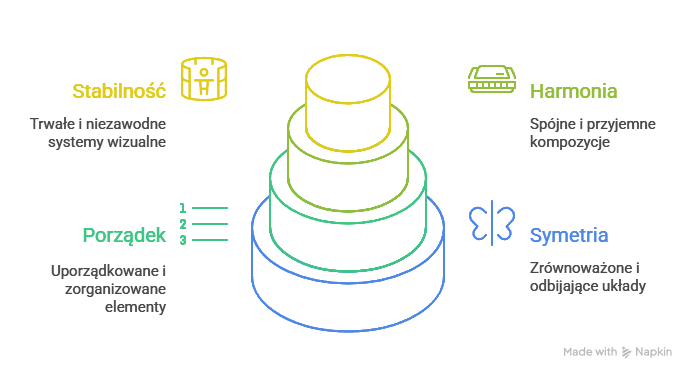 Stabilność
Trwałe i niezawodne
systemy wizualne
Harmonia
Spójne i przyjemne
kompozycje
1
2
3
Porządek
Uporządkowane i
zorganizowane
elementy
Symetria
Zrównoważone i
odbijające układy
Made with Napkin